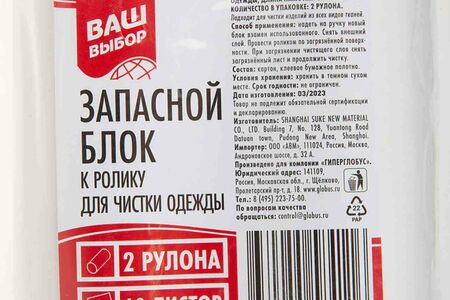 ВАШ
ВЫБОР
ЗАПАСНОЙ
БЛОК
К РОЛИКУ
ДЛЯ ЧИСТКИ ОДЕЖДЫ
2 РУЛОНА
ЛИСТОВ
КОЛИЧЕСТВО В УПАКОВКЕ: 2 РУЛОНА.
Подходит для чистки изделий из всех видов тканей.
Способ применения: надеть на ручку новый
блок взамен использованного. Снять внешний
слой. Провести роликом по загрязнённой поверх-
ности. При загрязнении чистящего слоя снять
загрязнённый лист и продолжить чистку.
Состав: картон, клеевое бумажное полотно.
Условия хранения: хранить в темном сухом
месте. Срок годности: не ограничен.
Дата изготовления: 03/2023
Товар не подлежит обязательной сертификации
и декларированию.
Изготовитель: SHANGHAI SUKE NEW MATERIAL
CO., LTD. Building 7, No. 128, Yuantong Road
Datuan town, Pudong New Area, Shanghai.
Импортер: ООО «АВМ», 111024, Россия, Москва,
Андроновское шоссе, д. 32 А.
Продавец: ООО «ГИПЕРГЛОБУС».
Юридический адрес: 141109,
Россия, Московская обл., г. Щёлково,
Пролетарский пр-т, д. 18. www.globus.ru
Тел.: 8 (495) 223-75-00.
По вопросам качества
обращаться: control@globus.ru
22
PAP